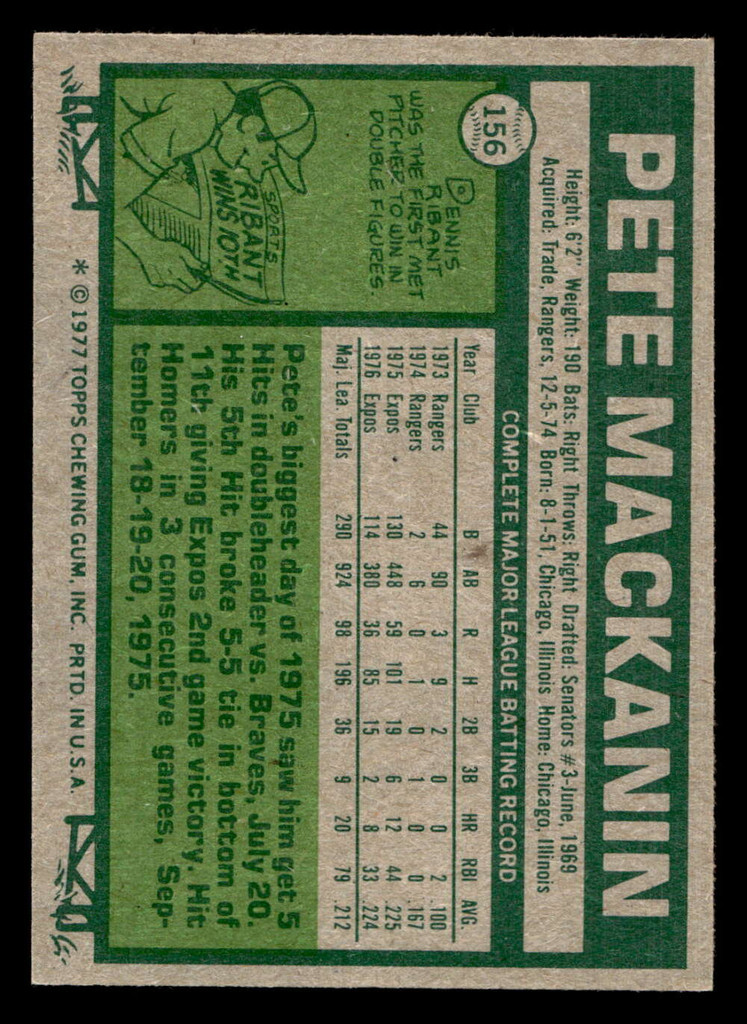 156
PETE MACKANIN
Height: 6'2" Weight: 190 Bats: Right Throws: Right Drafted: Senators #3-June, 1969
Acquired: Trade, Rangers, 12-5-74 Born: 8-1-51, Chicago, Illinois Home: Chicago, Illinois
COMPLETE MAJOR LEAGUE BATTING RECORD
DENNIS
RIBANT
WAS THE FIRST MET
PITCHER TO WIN IN
DOUBLE FIGURES.
SPORTS
RIBANT
WINS 10TH
Year Club B AB R H 2B 3B HR RBI AVG
1973 Rangers 44 90 3 9 2 0 0 2 .100
1974 Rangers 2 6 0 1 0 1 0 0 .167
1975 Expos 130 448 59 101 19 6 12 44 .225
1976 Expos 114 380 36 85 15 2 8 33 .224
Maj. Lea. Totals 290 924 98 196 36 9 20 79 .212
Pete's biggest day of 1975 saw him get 5
Hits in doubleheader vs. Braves, July 20.
His 5th Hit broke 5-5 tie in bottom of
11th, giving Expos 2nd game victory. Hit
Homers in 3 consecutive games, Sep-
tember 18-19-20, 1975.
* © 1977 TOPPS CHEWING GUM, INC. PRTD. IN U.S.A.